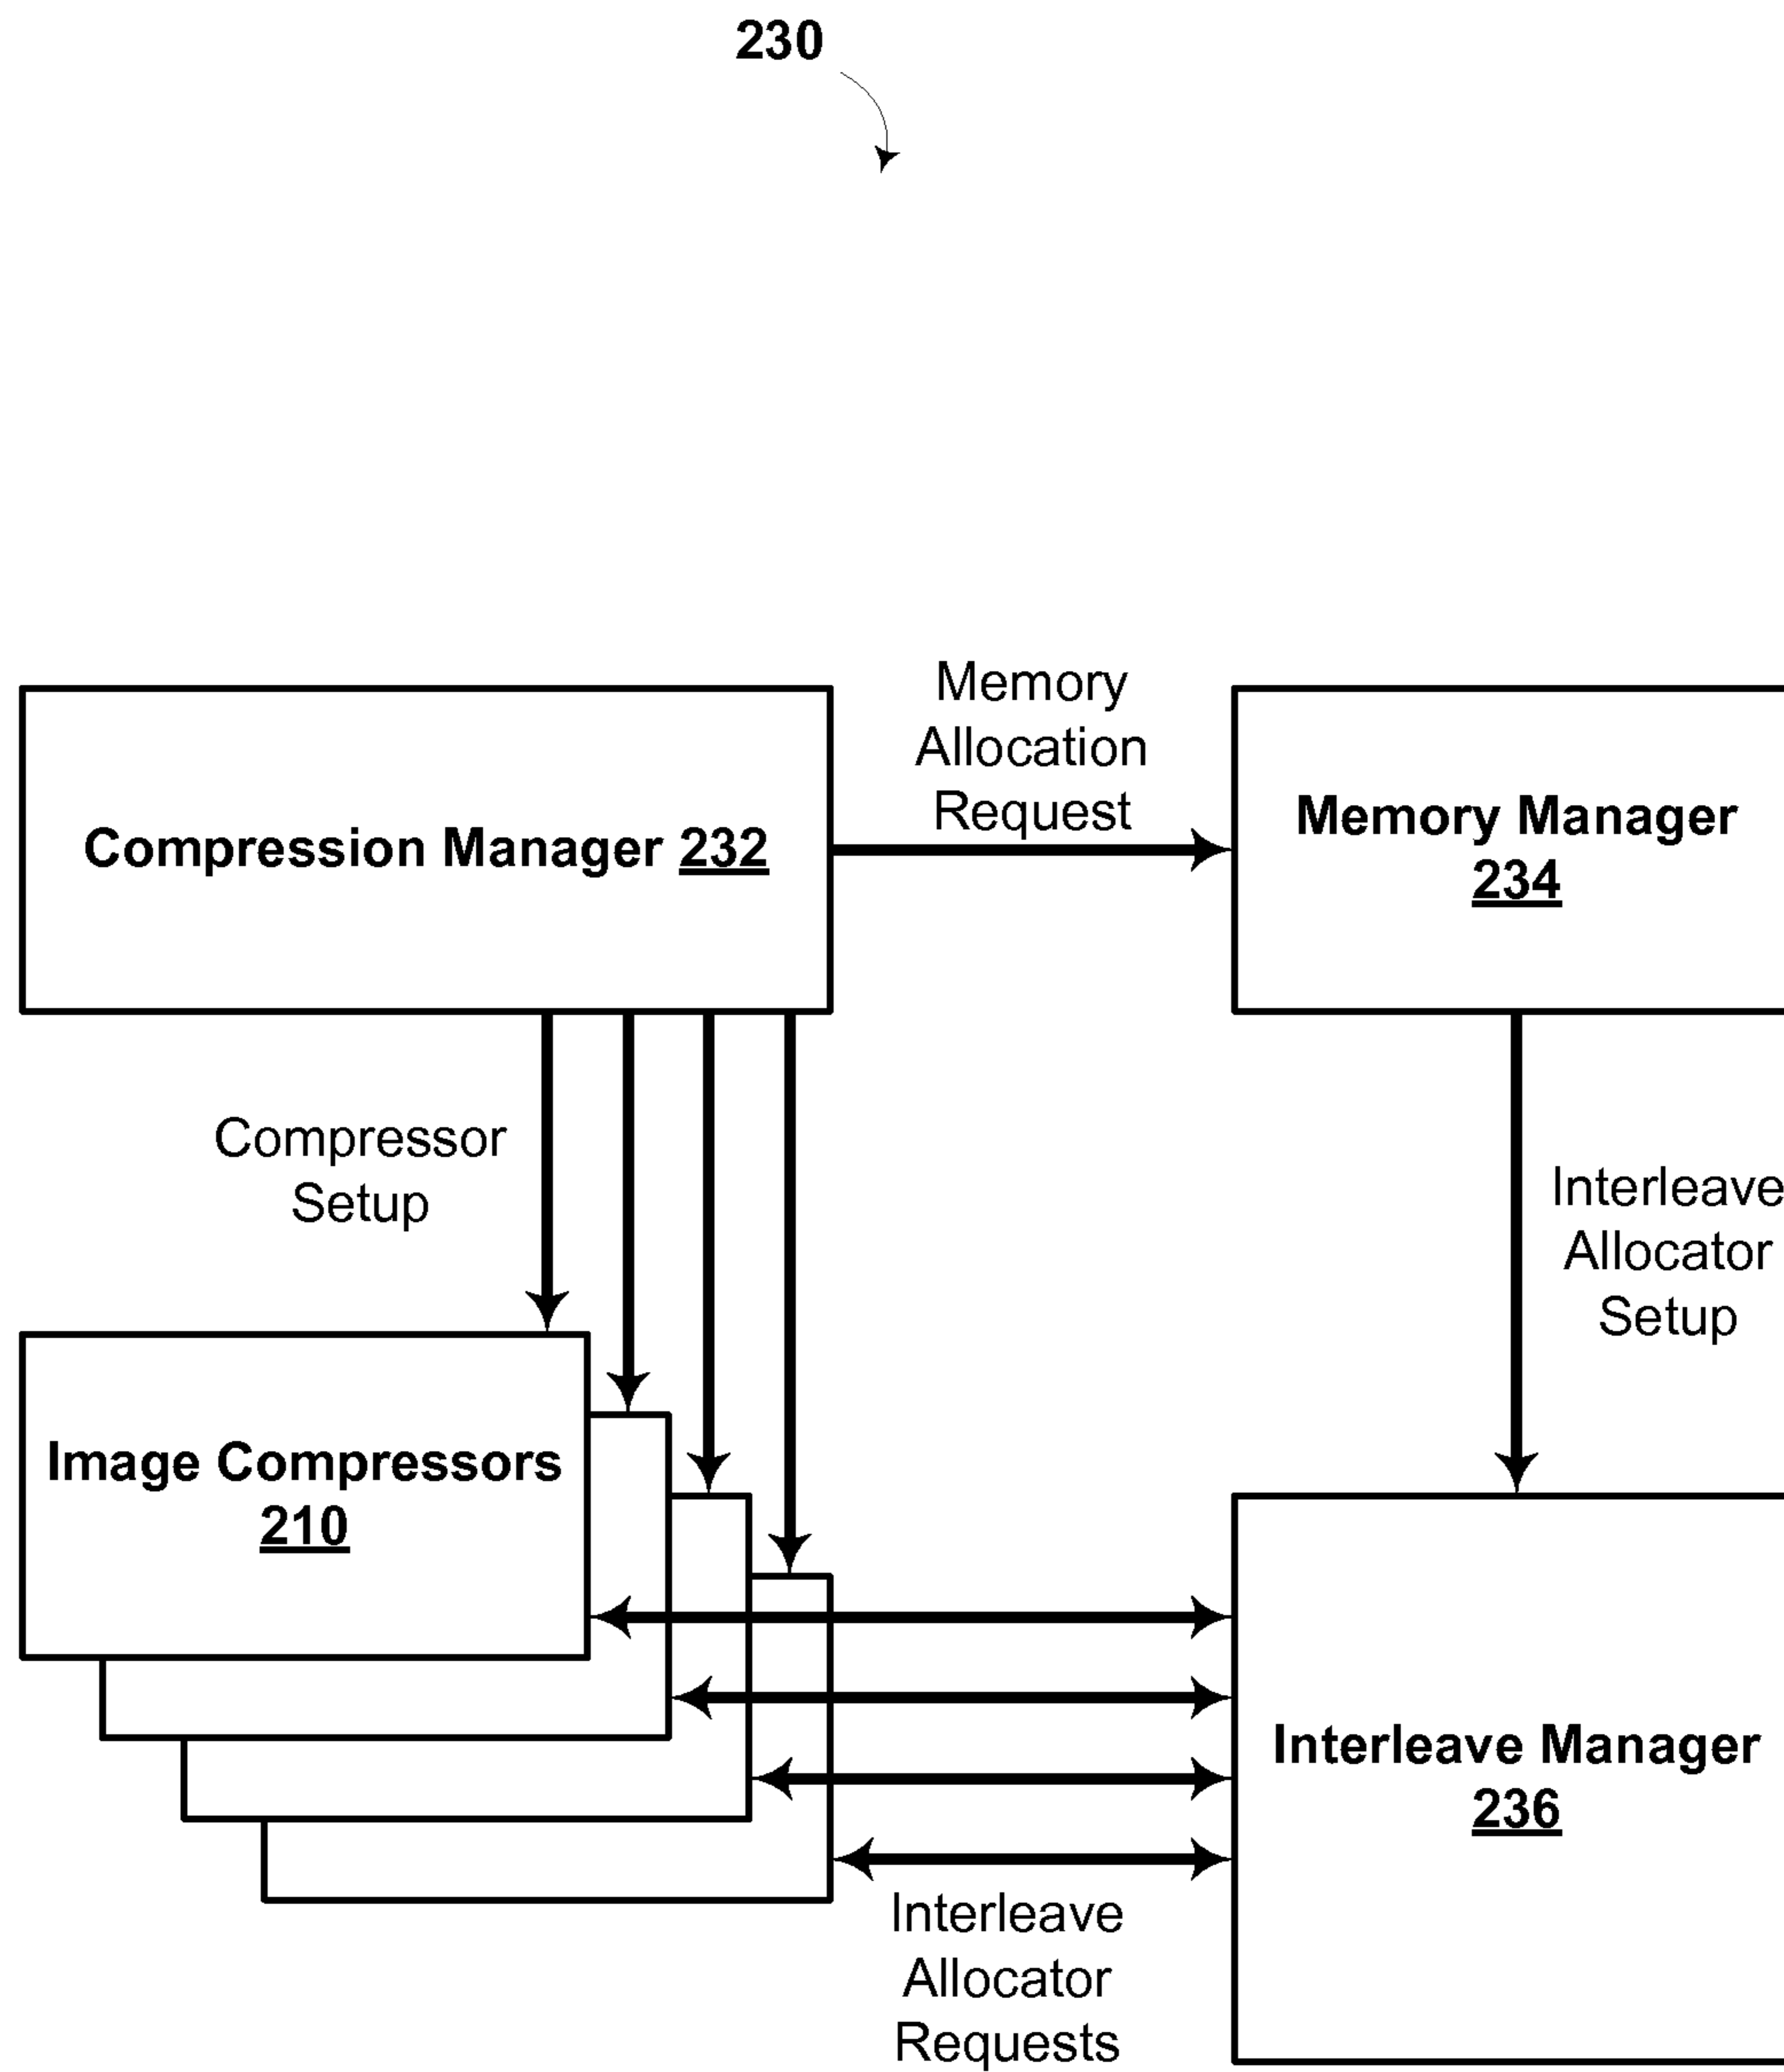 230
Memory
Allocation
Request
Compression Manager 232
Memory Manager
234
Compressor
Setup
Interleave
Allocator
Setup
Image Compressors
210
Interleave Manager
236
Interleave
Allocator
Requests